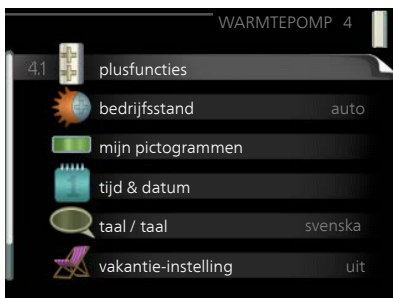 WARMTEPOMP 4
4.1 plusfuncties
bedrijfsstand auto
mijn pictogrammen
tijd & datum
taal / taal svenska
vakantie-instelling uit